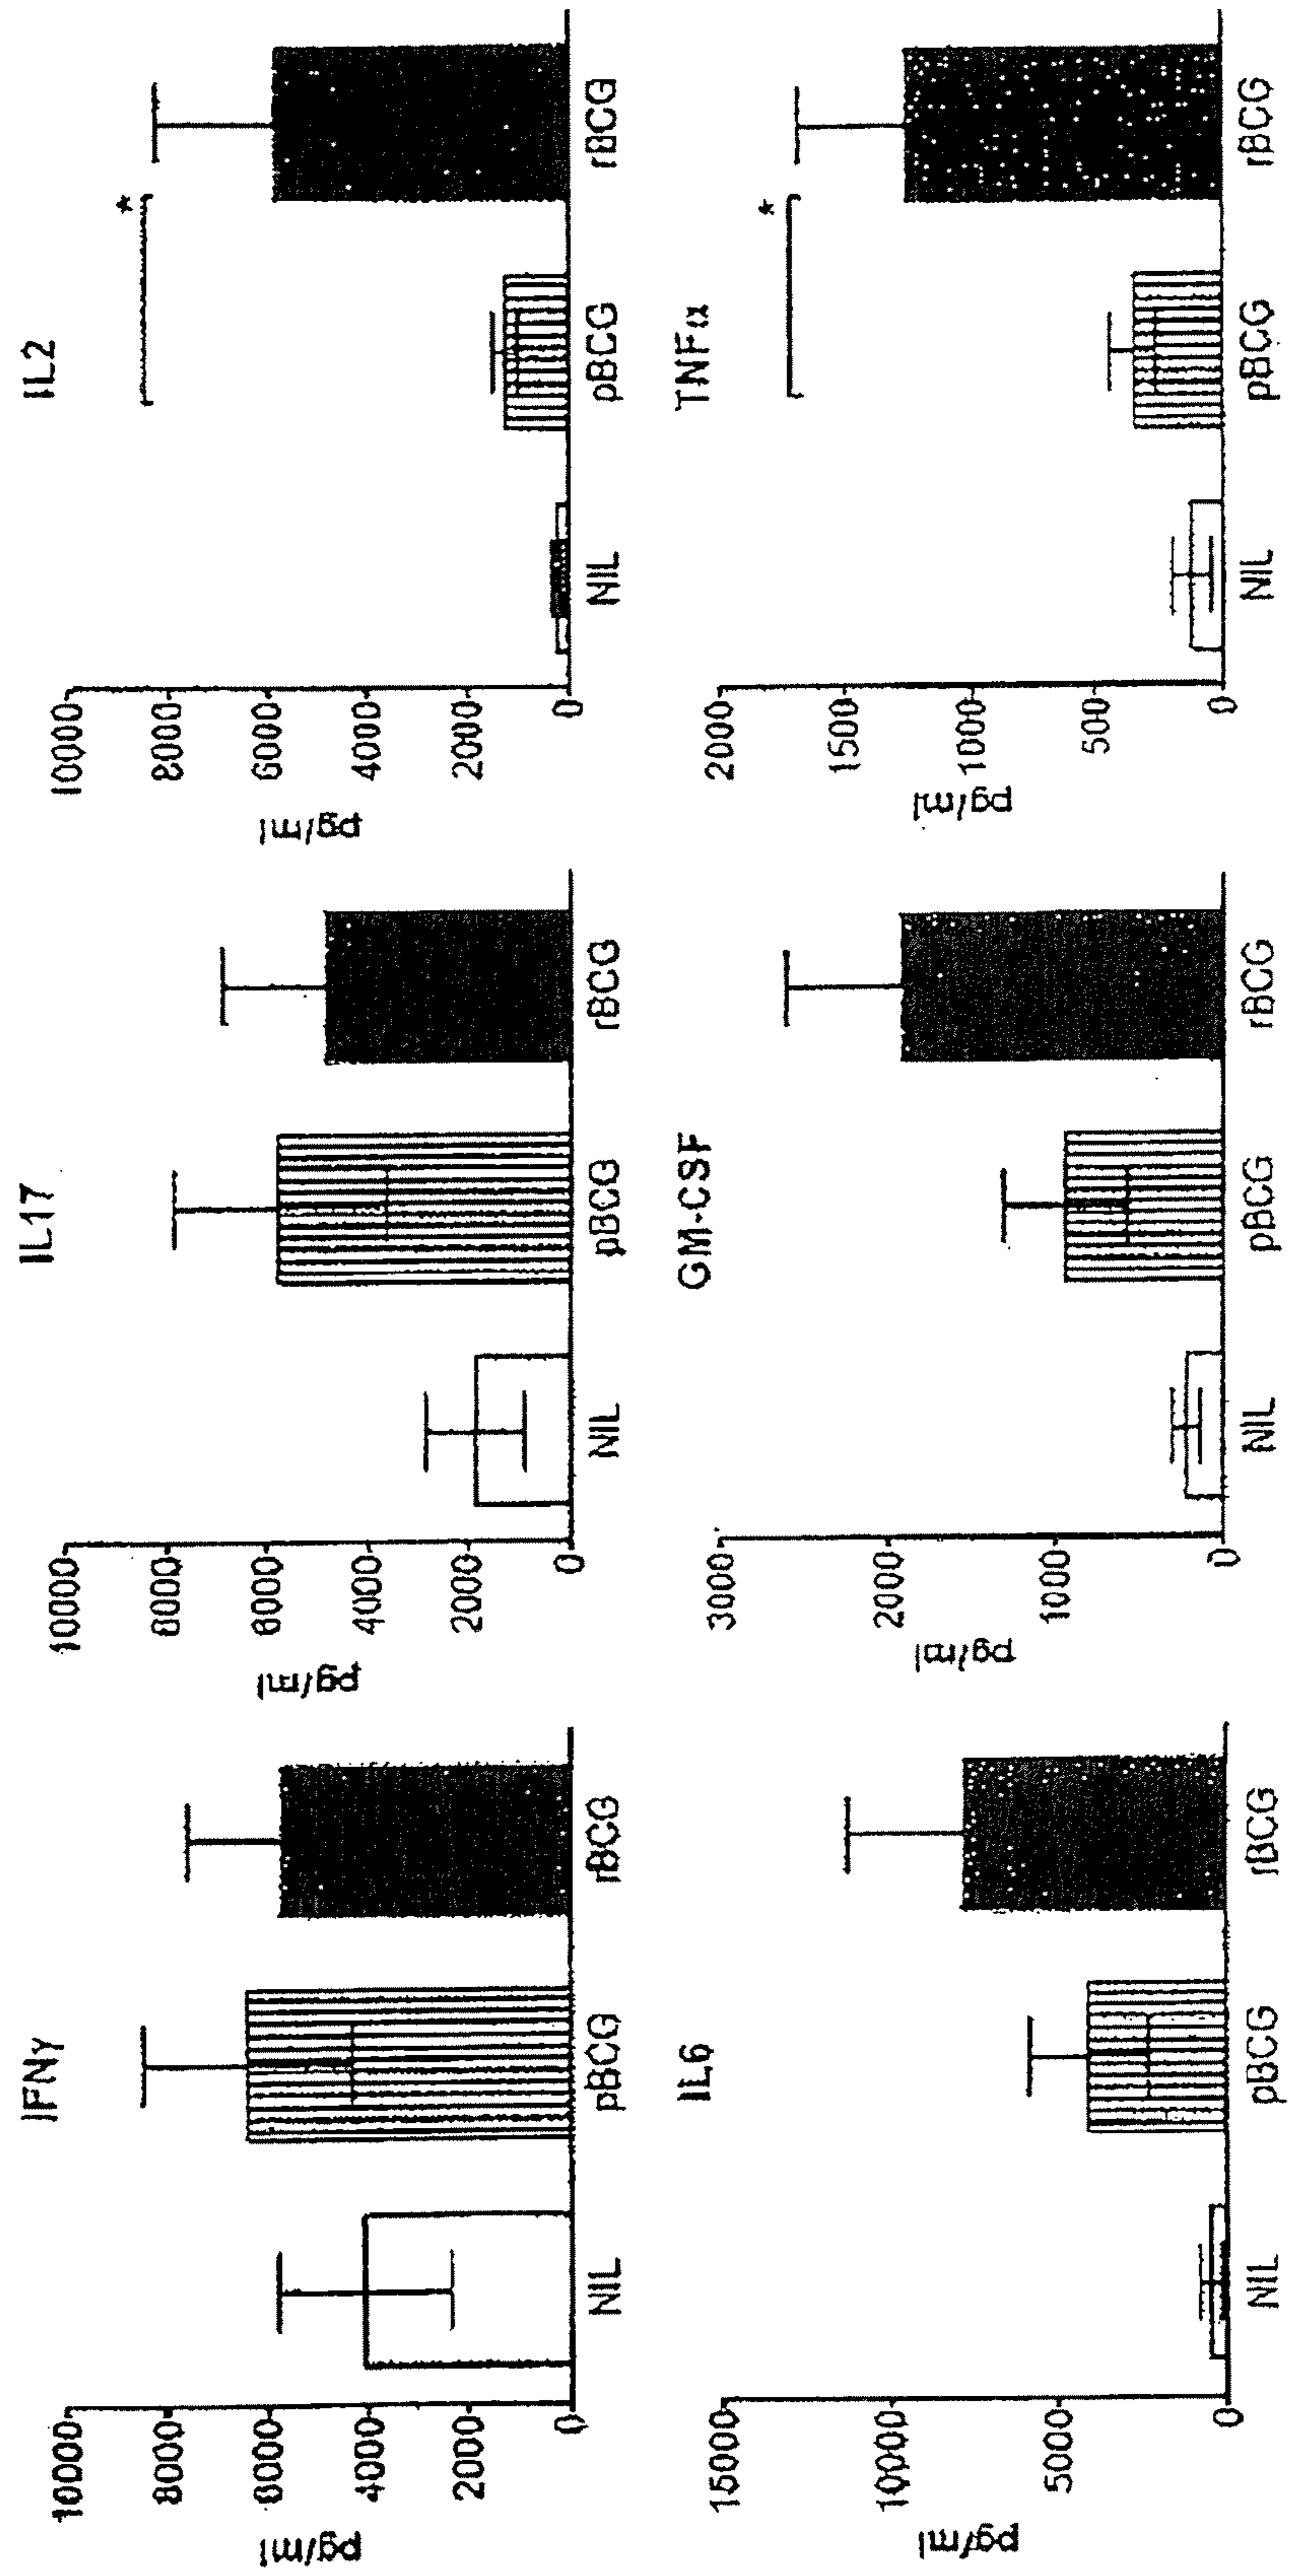 IFNγ
10000
8000
6000
4000
2000
0
pg/ml
NIL
pBCG
rBCG
IL17
10000
8000
6000
4000
2000
0
pg/ml
NIL
pBCG
rBCG
IL2
*
10000
8000
6000
4000
2000
0
pg/ml
NIL
pBCG
rBCG
IL6
15000
10000
5000
0
pg/ml
NIL
pBCG
rBCG
GM-CSF
3000
2000
1000
0
pg/ml
NIL
pBCG
rBCG
TNFα
*
2000
1500
1000
500
0
pg/ml
NIL
pBCG
rBCG